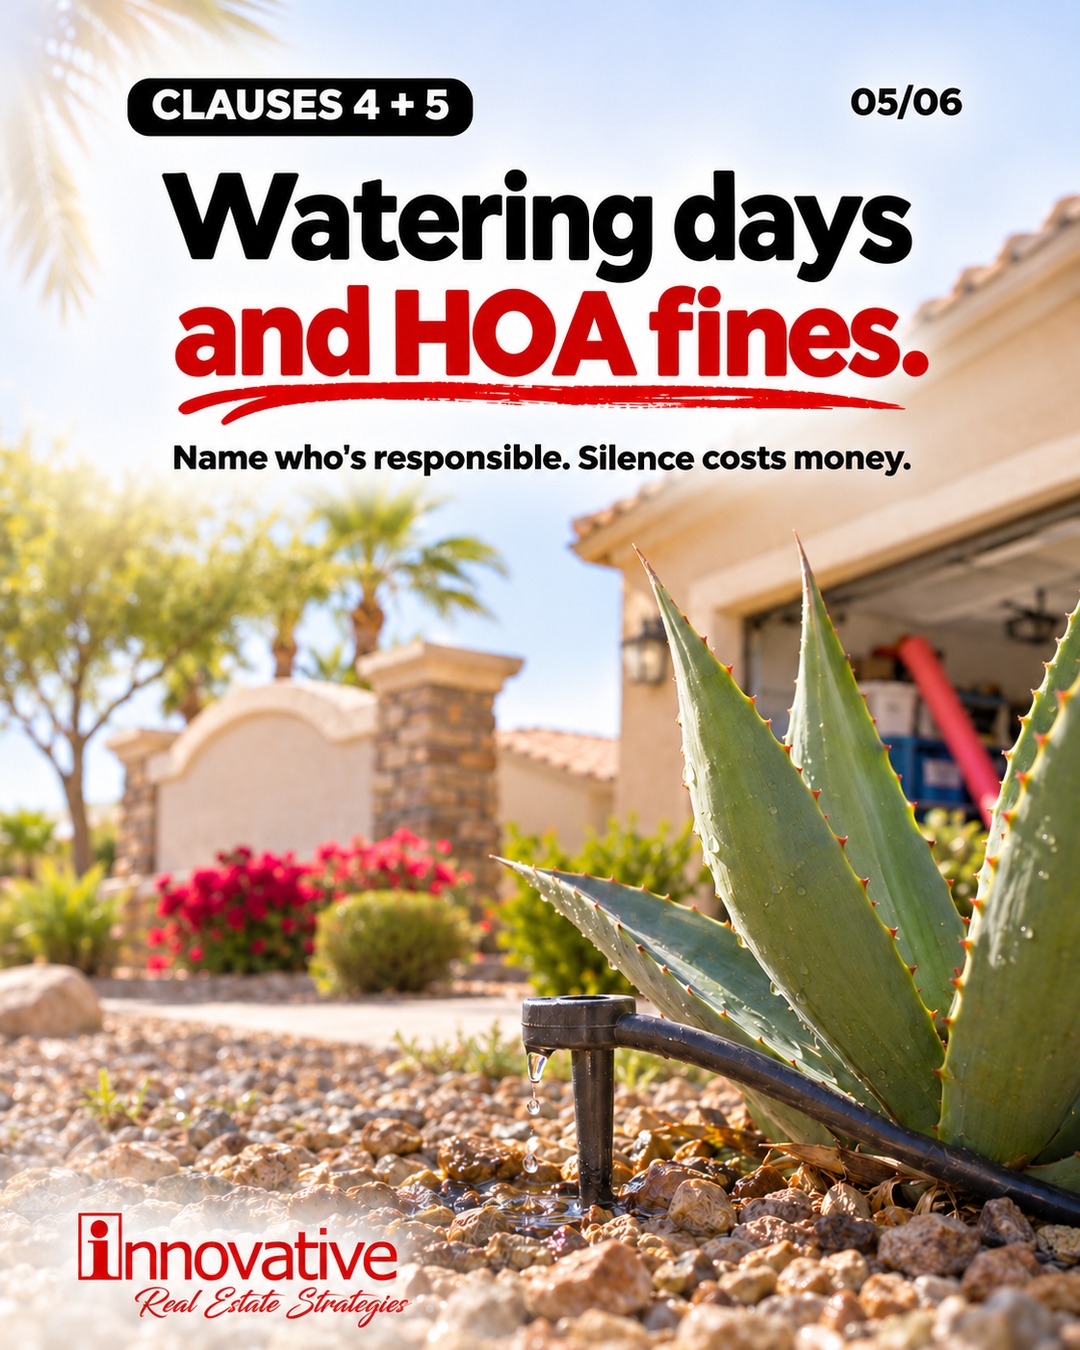 CLAUSES 4 + 5
05/06
Watering days
and HOA fines.
Name who's responsible. Silence costs money.
innovative
Real Estate Strategies